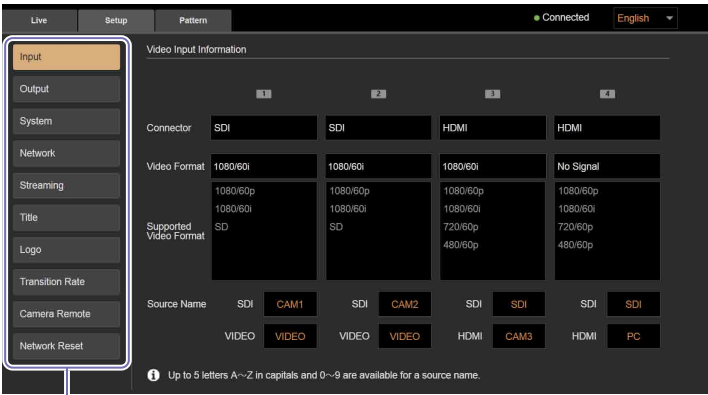 Live Setup Pattern Connected English
Input
Output
System
Network
Streaming
Title
Logo
Transition Rate
Camera Remote
Network Reset
Video Input Information
1 2 3 4
Connector SDI SDI HDMI HDMI
Video Format 1080/60i 1080/60i 1080/60i No Signal
Supported
Video Format
1080/60p 1080/60p 1080/60p 1080/60p
1080/60i 1080/60i 1080/60i 1080/60i
SD SD 720/60p 720/60p
480/60p 480/60p
Source Name SDI CAM1 SDI CAM2 SDI SDI SDI SDI
VIDEO VIDEO VIDEO VIDEO HDMI CAM3 HDMI PC
Up to 5 letters A～Z in capitals and 0～9 are available for a source name.